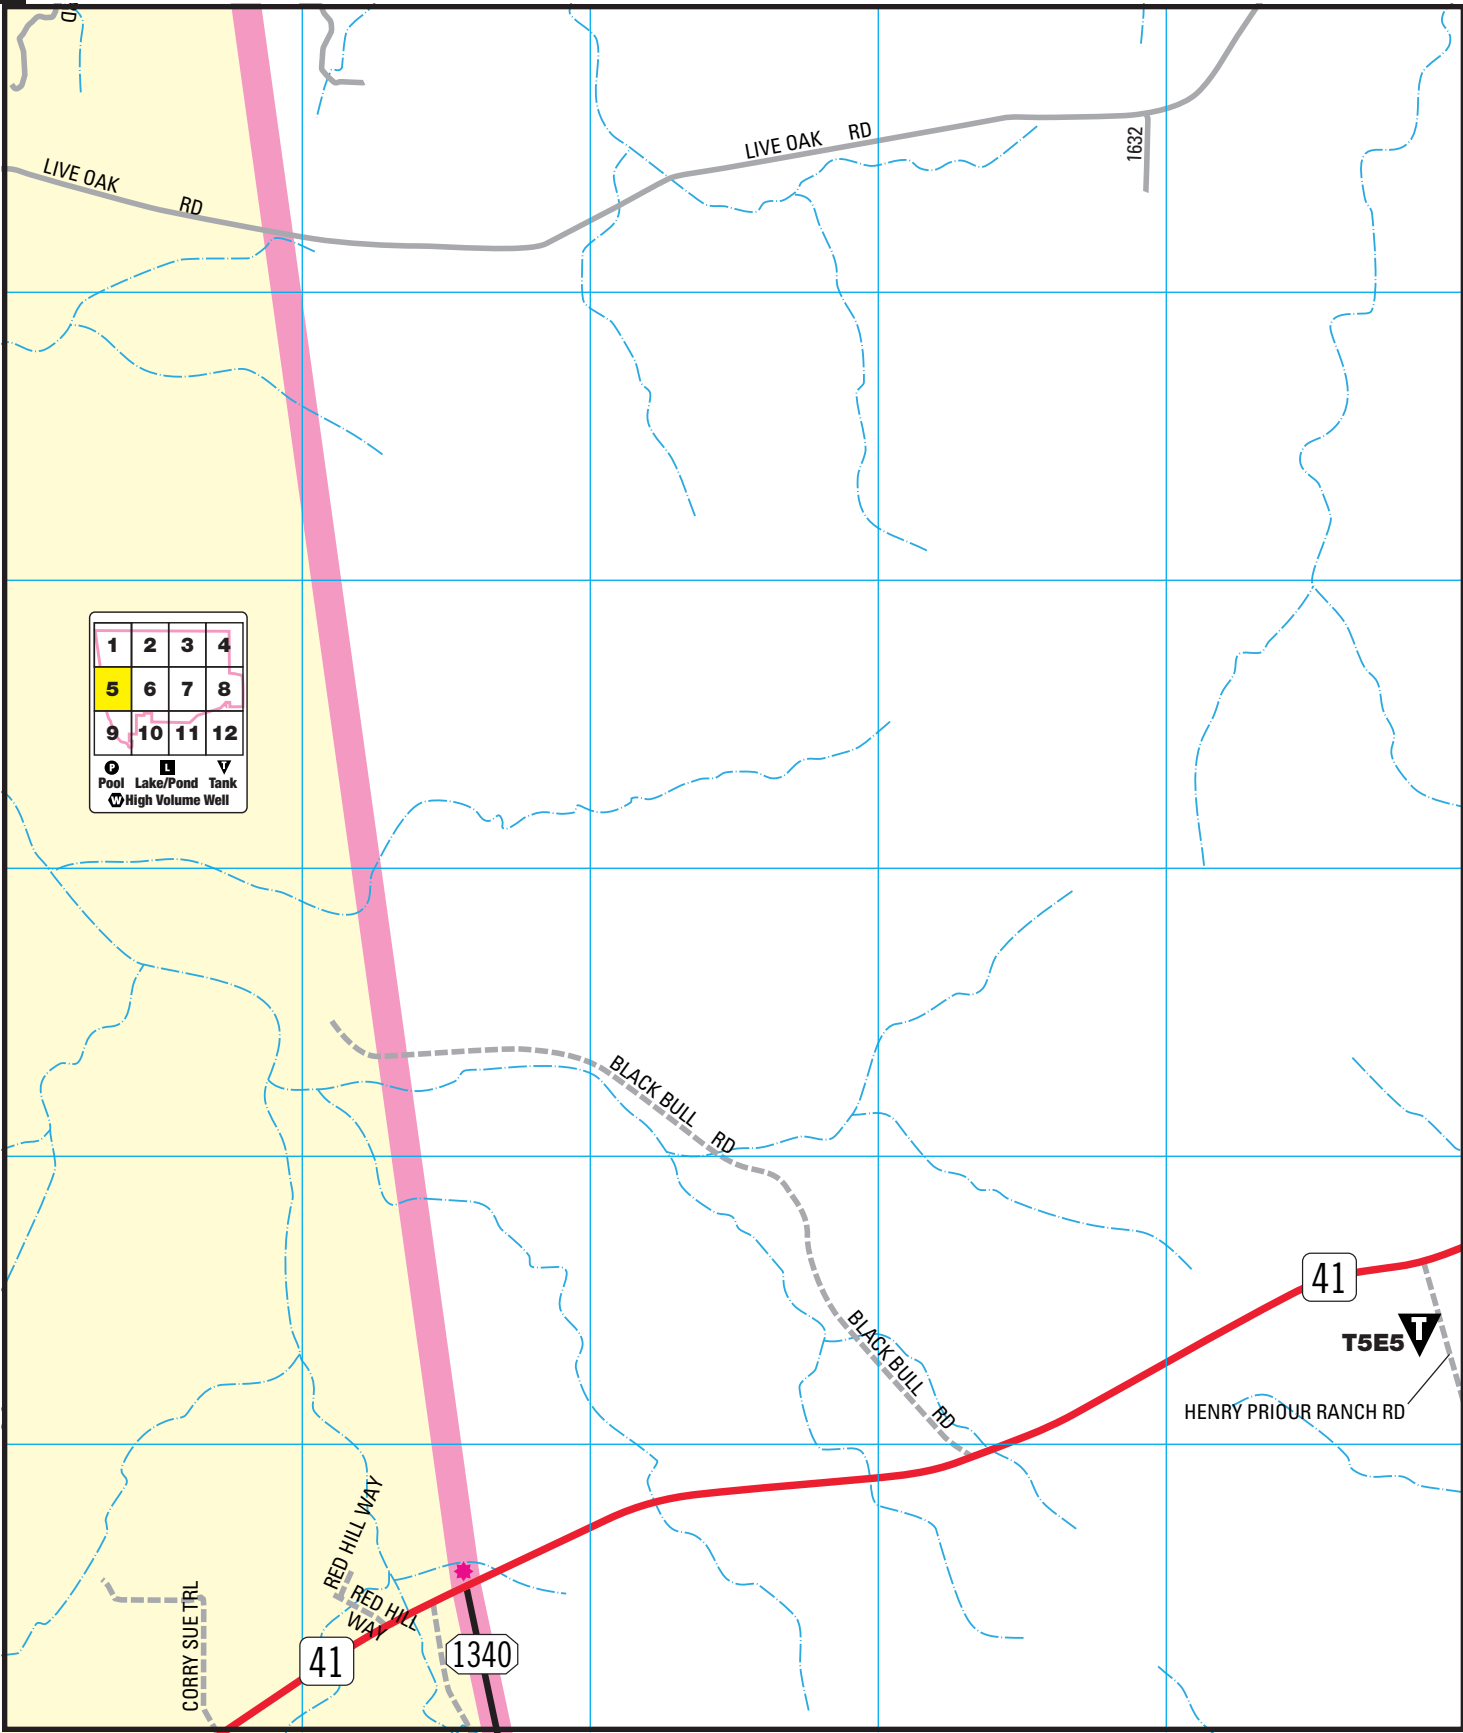 LIVE OAK RD
LIVE OAK RD
1632
1 2 3 4
5 6 7 8
9 10 11 12
P L T
Pool Lake/Pond Tank
W High Volume Well
BLACK BULL RD
BLACK BULL RD
41
T5E5 T
HENRY PRIOUR RANCH RD
RED HILL WAY
RED HILL
WAY
CORRY SUE TRL
41
1340